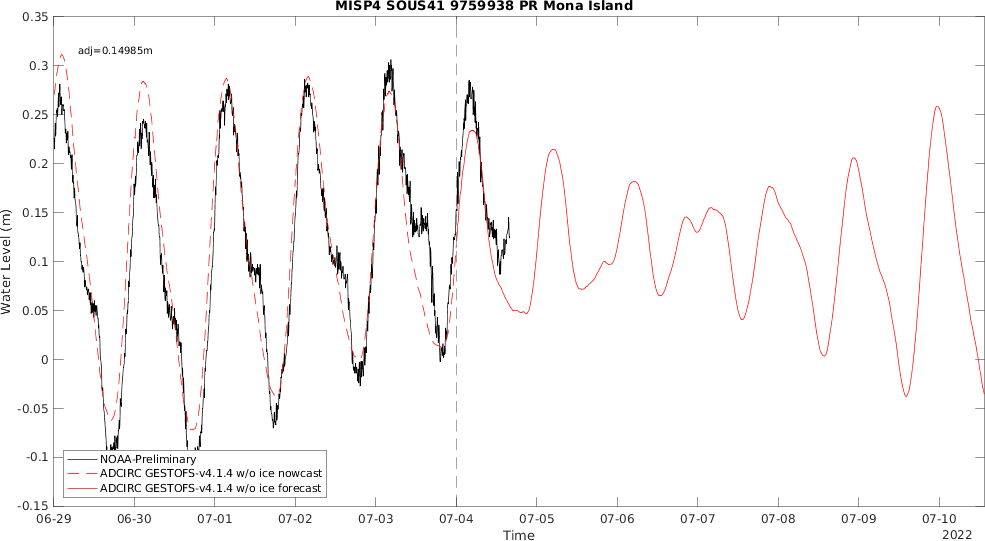 MISP4 SOUS41 9759938 PR Mona Island
adj=0.14985m
0.35
0.3
0.25
0.2
0.15
0.1
0.05
0
-0.05
-0.1
-0.15
Water Level (m)
NOAA-Preliminary
ADCIRC GESTOFS-v4.1.4 w/o ice nowcast
ADCIRC GESTOFS-v4.1.4 w/o ice forecast
06-29 06-30 07-01 07-02 07-03 07-04 07-05 07-06 07-07 07-08 07-09 07-10
Time
2022